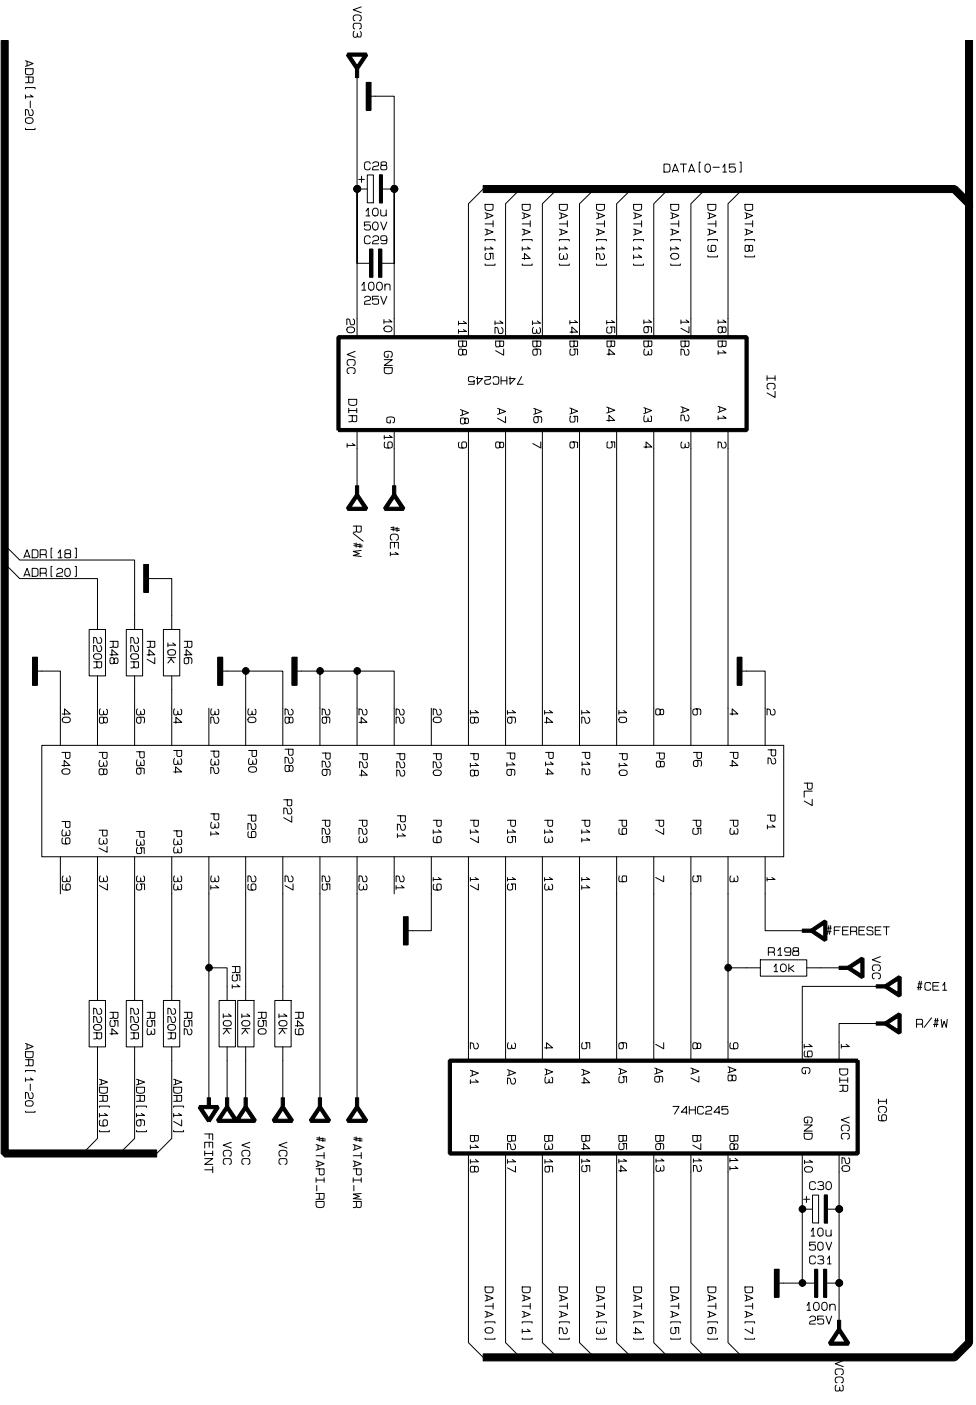 VCC3
ADR[1-20]
DATA[0-15]
C28
+
10u
50V
C29
100n
25V
DATA[15]
DATA[14]
DATA[13]
DATA[12]
DATA[11]
DATA[10]
DATA[9]
DATA[8]
20
10
11
12
13
14
15
16
17
18
VCC
GND
B8
B7
B6
B5
B4
B3
B2
B1
74HC245
IC7
DIR
G
A8
A7
A6
A5
A4
A3
A2
A1
1
19
9
8
7
6
5
4
3
2
R/#W
#CE1
ADR[18]
ADR[20]
R48
220R
R47
220R
R46
10k
40
38
36
34
32
30
28
26
24
22
20
18
16
14
12
10
8
6
4
2
P40
P38
P36
P34
P32
P30
P28
P26
P24
P22
P20
P18
P16
P14
P12
P10
P8
P6
P4
P2
PL7
P39
P37
P35
P33
P31
P29
P27
P25
P23
P21
P19
P17
P15
P13
P11
P9
P7
P5
P3
P1
39
37
35
33
31
29
27
25
23
21
19
17
15
13
11
9
7
5
3
1
#FERESET
R198
10k
VCC
#CE1
R/#W
R54
220R
R53
220R
R52
220R
R51
10k
R50
10k
R49
10k
ADR[1-20]
ADR[19]
ADR[16]
ADR[17]
FEINT
VCC
VCC
VCC
#ATAPI_RD
#ATAPI_WR
2
3
4
5
6
7
8
9
19
1
A1
A2
A3
A4
A5
A6
A7
A8
G
DIR
74HC245
IC9
B1
B2
B3
B4
B5
B6
B7
B8
GND
VCC
18
17
16
15
14
13
12
11
10
20
C30
+
10u
50V
C31
100n
25V
DATA[0]
DATA[1]
DATA[2]
DATA[3]
DATA[4]
DATA[5]
DATA[6]
DATA[7]
VCC3